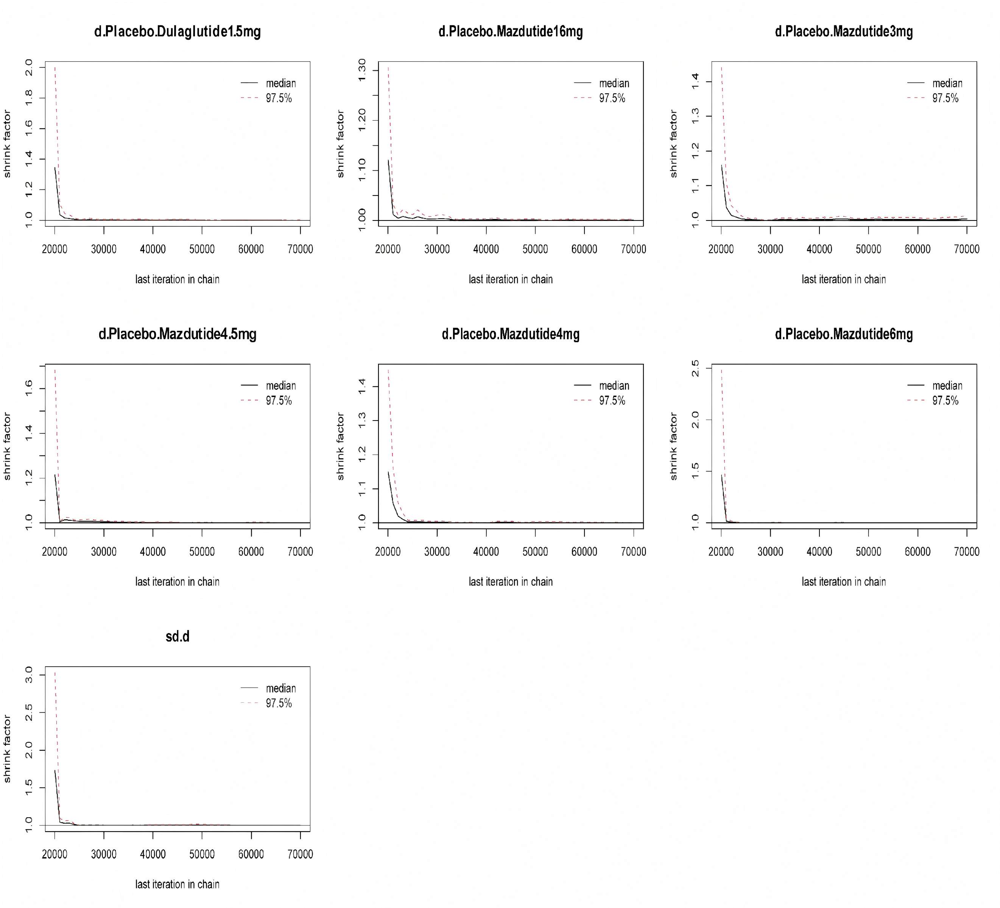 d.Placebo.Dulaglutide1.5mg
shrink factor
1.0 1.2 1.4 1.6 1.8 2.0
median
97.5%
20000 30000 40000 50000 60000 70000
last iteration in chain
d.Placebo.Mazdutide16mg
shrink factor
1.00 1.10 1.20 1.30
median
97.5%
20000 30000 40000 50000 60000 70000
last iteration in chain
d.Placebo.Mazdutide3mg
shrink factor
1.0 1.1 1.2 1.3 1.4
median
97.5%
20000 30000 40000 50000 60000 70000
last iteration in chain
d.Placebo.Mazdutide4.5mg
shrink factor
1.0 1.2 1.4 1.6
median
97.5%
20000 30000 40000 50000 60000 70000
last iteration in chain
d.Placebo.Mazdutide4mg
shrink factor
1.0 1.1 1.2 1.3 1.4
median
97.5%
20000 30000 40000 50000 60000 70000
last iteration in chain
d.Placebo.Mazdutide6mg
shrink factor
1.0 1.5 2.0 2.5
median
97.5%
20000 30000 40000 50000 60000 70000
last iteration in chain
sd.d
shrink factor
1.0 1.5 2.0 2.5 3.0
median
97.5%
20000 30000 40000 50000 60000 70000
last iteration in chain